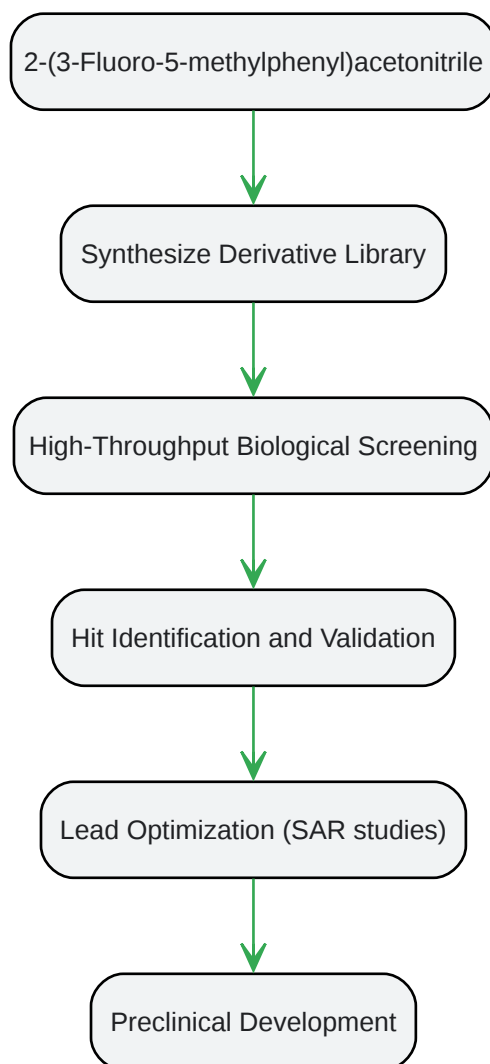 2-(3-Fluoro-5-methylphenyl)acetonitrile
Synthesize Derivative Library
High-Throughput Biological Screening
Hit Identification and Validation
Lead Optimization (SAR studies)
Preclinical Development